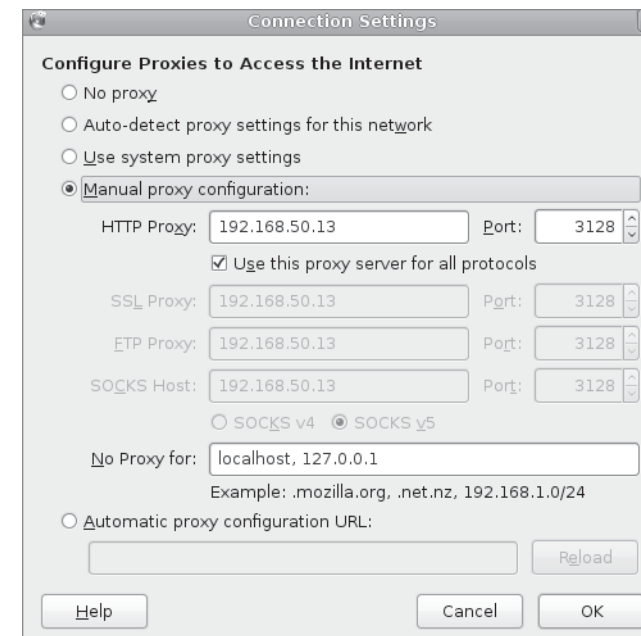 Connection Settings
Configure Proxies to Access the Internet
No proxy
Auto-detect proxy settings for this network
Use system proxy settings
Manual proxy configuration:
HTTP Proxy: 192.168.50.13 Port: 3128
Use this proxy server for all protocols
SSL Proxy: 192.168.50.13 Port: 3128
FTP Proxy: 192.168.50.13 Port: 3128
SOCKS Host: 192.168.50.13 Port: 3128
SOCKS v4 SOCKS v5
No Proxy for: localhost, 127.0.0.1
Example: .mozilla.org, .net.nz, 192.168.1.0/24
Automatic proxy configuration URL:
Reload
Help Cancel OK